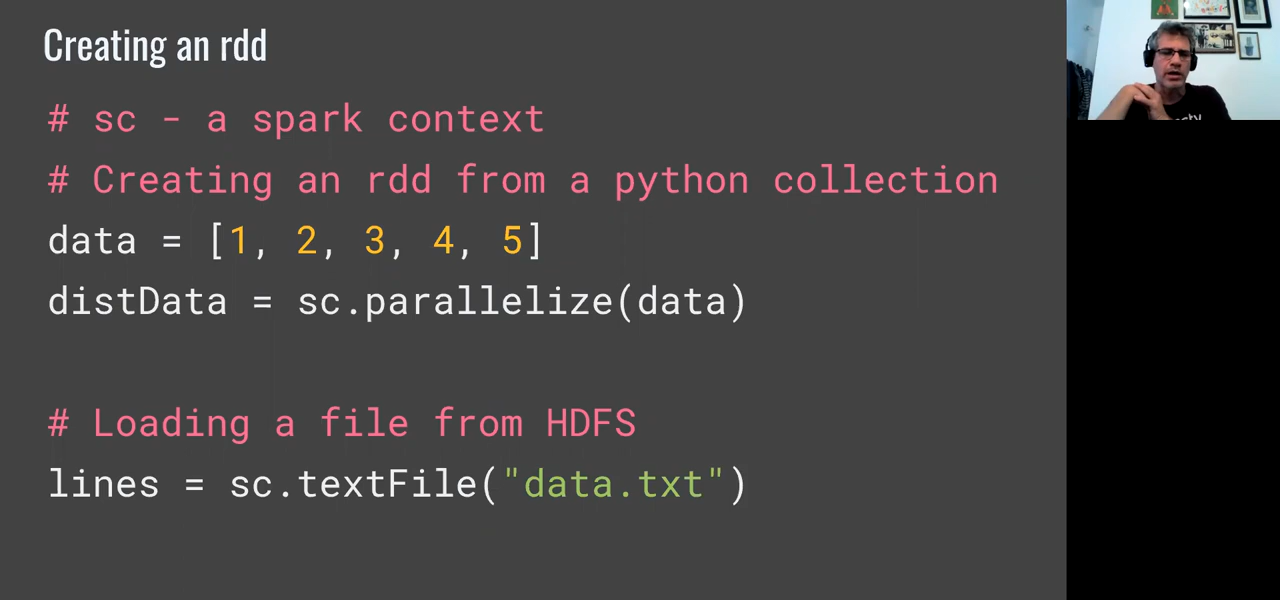 Creating an rdd
# sc - a spark context
# Creating an rdd from a python collection
data = [1, 2, 3, 4, 5]
distData = sc.parallelize(data)
# Loading a file from HDFS
lines = sc.textFile("data.txt")